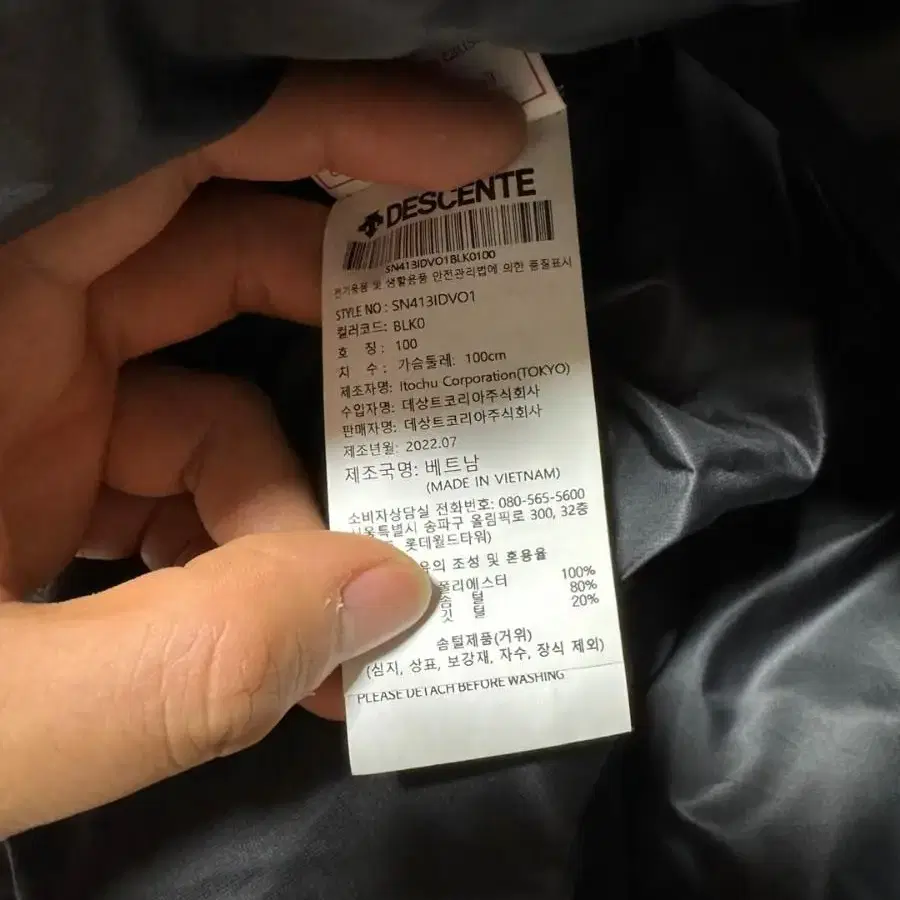 DESCENTE
SN413IDVO1BLK0100
전기용품 및 생활용품 안전관리법에 의한 품질표시
STYLE NO : SN413IDVO1
컬러코드: BLK0
호 칭 : 100
치 수 : 가슴둘레: 100cm
제조자명: Itochu Corporation(TOKYO)
수입자명: 데상트코리아주식회사
판매자명: 데상트코리아주식회사
제조년월: 2022.07
제조국명: 베트남
(MADE IN VIETNAM)
소비자상담실 전화번호: 080-565-5600
서울특별시 송파구 올림픽로 300, 32층
롯데월드타워)
조성 및 혼용율
폴리에스터 100%
솜 털 80%
깃 털 20%
솜털제품(거위)
(심지, 상표, 보강재, 자수, 장식 제외)
PLEASE DETACH BEFORE WASHING